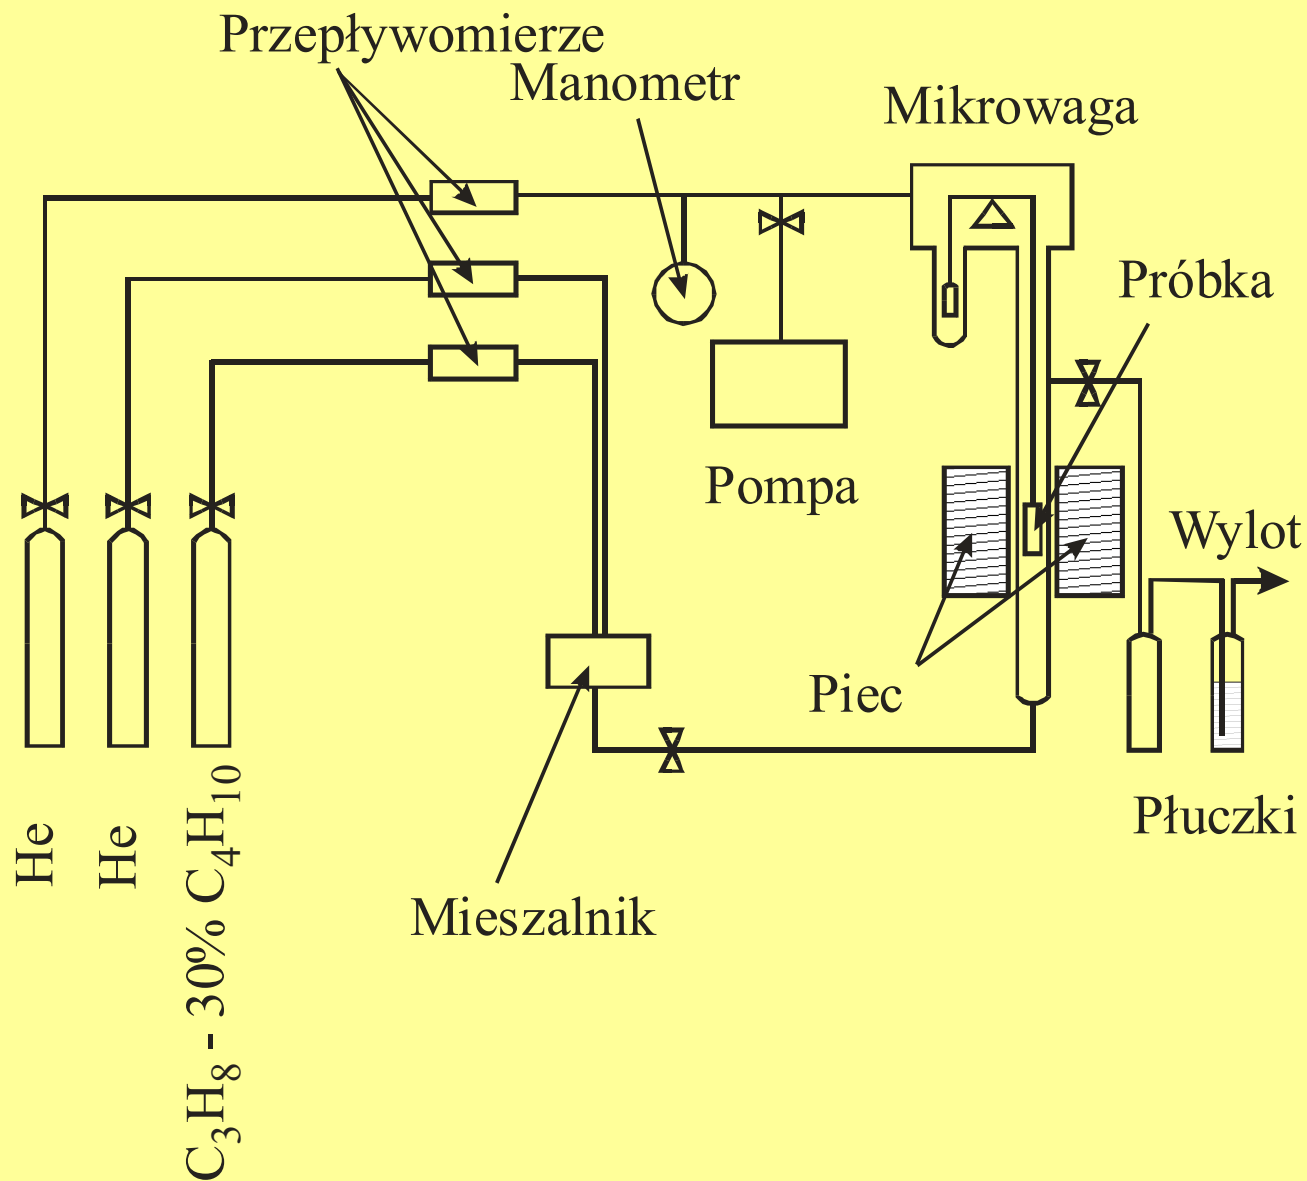 Przepływomierze
Manometr
Mikrowaga
Próbka
Pompa
Wylot
Piec
Płuczki
He
He
C₃H₈ - 30% C₄H₁₀
Mieszalnik